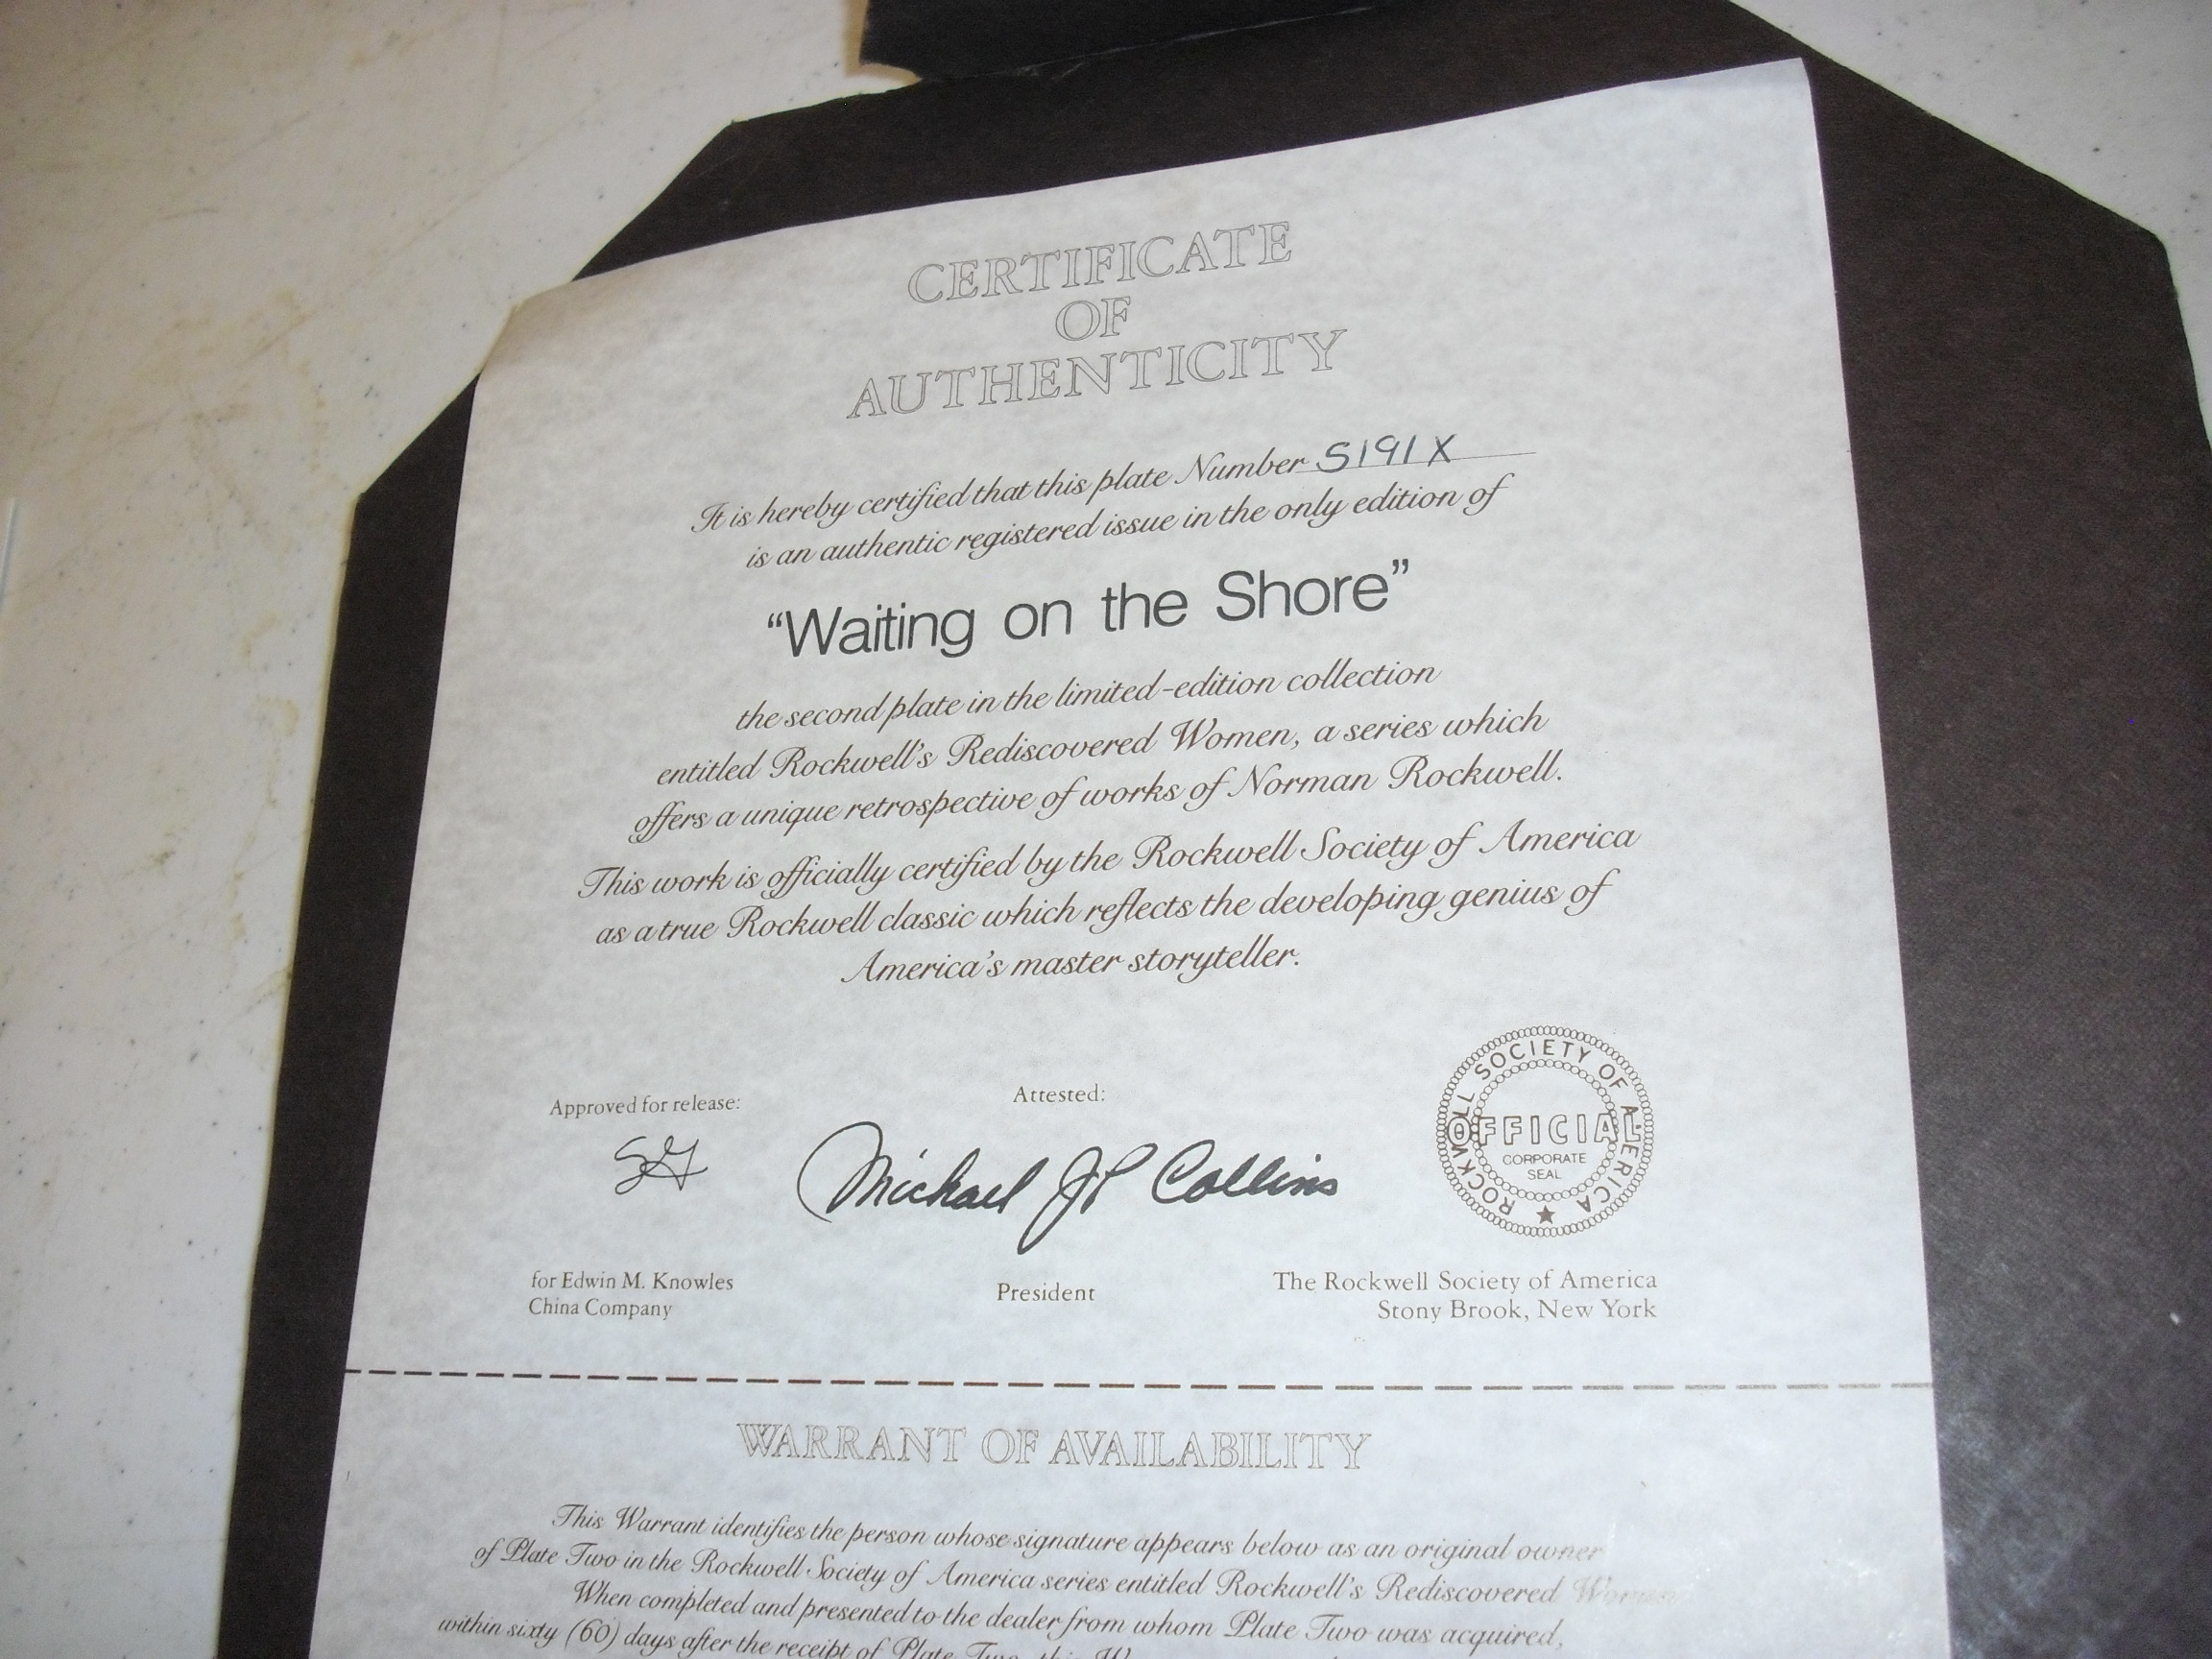 CERTIFICATE
OF
AUTHENTICITY
It is hereby certified that this plate Number S191X
is an authentic registered issue in the only edition of
“Waiting on the Shore”
the second plate in the limited-edition collection
entitled Rockwell's Rediscovered Women, a series which
offers a unique retrospective of works of Norman Rockwell.
This work is officially certified by the Rockwell Society of America
as a true Rockwell classic which reflects the developing genius of
America's master storyteller.
Approved for release:
SG
for Edwin M. Knowles
China Company
Attested:
Michael JP Collins
President
ROCKWELL SOCIETY OF AMERICA
OFFICIAL
CORPORATE
SEAL
The Rockwell Society of America
Stony Brook, New York
WARRANT OF AVAILABILITY
This Warrant identifies the person whose signature appears below as an original owner
of Plate Two in the Rockwell Society of America series entitled Rockwell's Rediscovered Women
When completed and presented to the dealer from whom Plate Two was acquired,
within sixty (60) days after the receipt of Plate Two, this